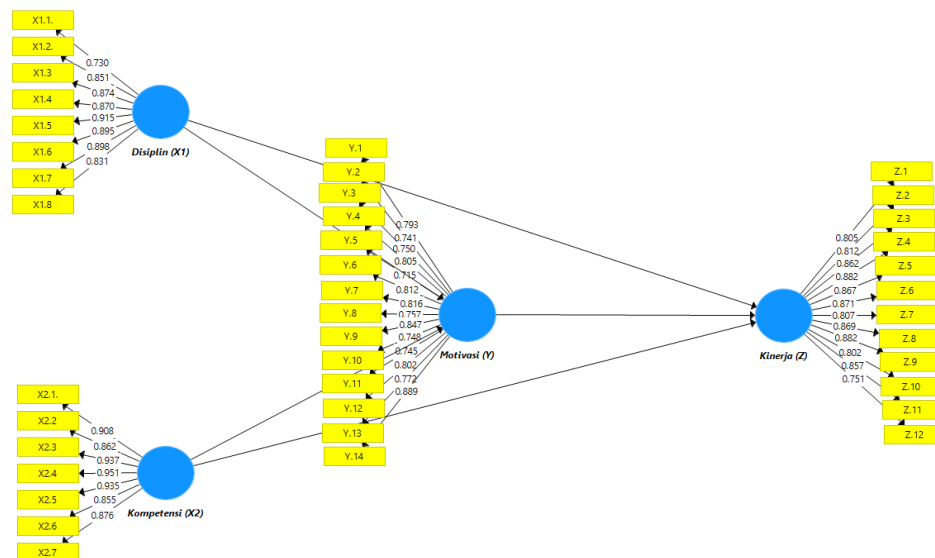 X1.1.
X1.2.
X1.3
X1.4
X1.5
X1.6
X1.7
X1.8
0.730
0.851
0.874
0.870
0.915
0.895
0.898
0.831
Disiplin (X1)
X2.1.
X2.2
X2.3
X2.4
X2.5
X2.6
X2.7
0.908
0.862
0.937
0.951
0.935
0.855
0.876
Kompetensi (X2)
Y.1
Y.2
Y.3
Y.4
Y.5
Y.6
Y.7
Y.8
Y.9
Y.10
Y.11
Y.12
Y.13
Y.14
0.793
0.741
0.750
0.805
0.715
0.812
0.816
0.757
0.847
0.748
0.745
0.802
0.772
0.889
Motivasi (Y)
Z.1
Z.2
Z.3
Z.4
Z.5
Z.6
Z.7
Z.8
Z.9
Z.10
Z.11
Z.12
0.805
0.812
0.862
0.882
0.867
0.871
0.807
0.869
0.882
0.802
0.857
0.751
Kinerja (Z)